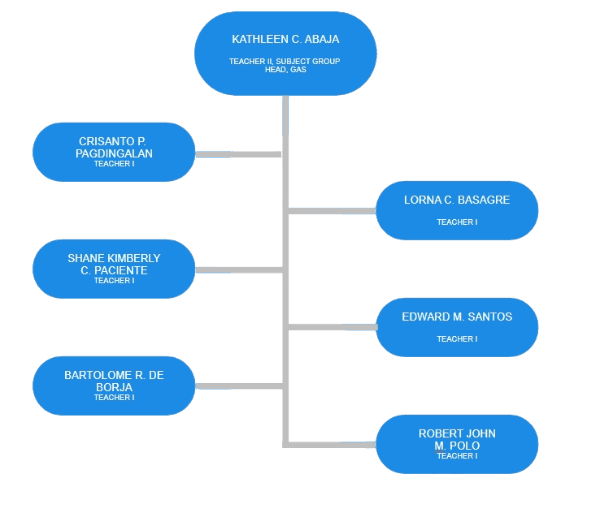 KATHLEEN C. ABAJA
TEACHER II, SUBJECT GROUP
HEAD, GAS
CRISANTO P.
PAGDINGALAN
TEACHER I
LORNA C. BASAGRE
TEACHER I
SHANE KIMBERLY
C. PACIENTE
TEACHER I
EDWARD M. SANTOS
TEACHER I
BARTOLOME R. DE
BORJA
TEACHER I
ROBERT JOHN
M. POLO
TEACHER I